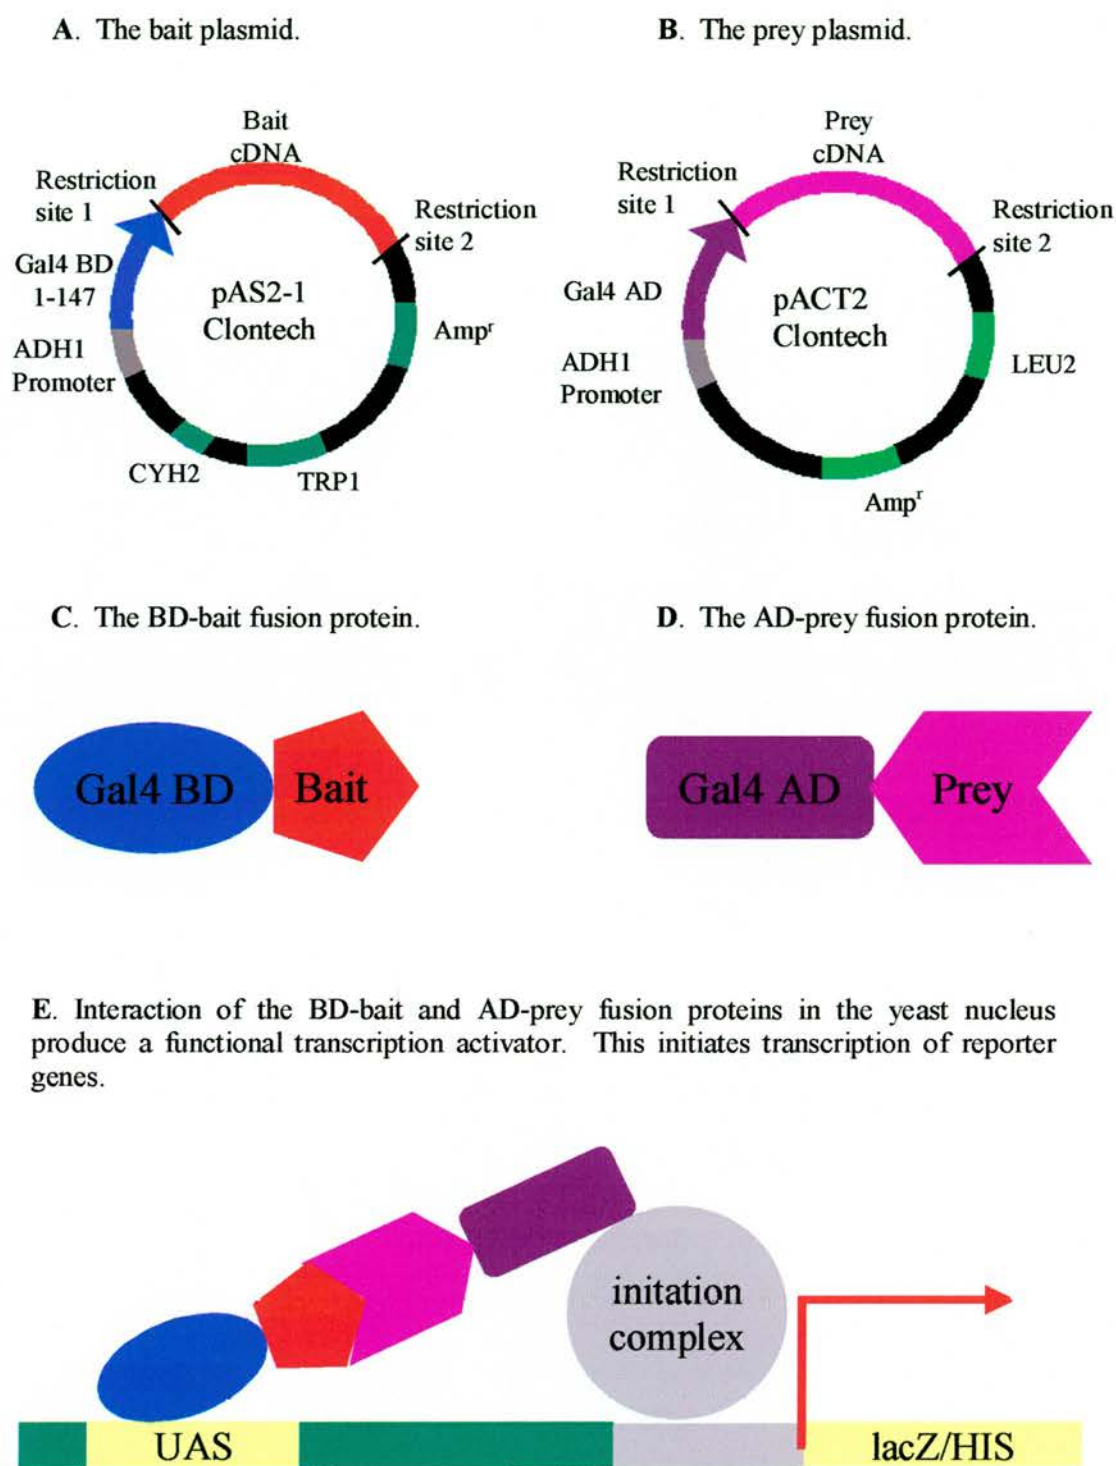 A. The bait plasmid.
B. The prey plasmid.
Bait
cDNA
Restriction
site 1
Restriction
site 2
Gal4 BD
1-147
pAS2-1
Clontech
Ampr
ADH1
Promoter
CYH2
TRP1
Prey
cDNA
Restriction
site 1
Restriction
site 2
Gal4 AD
pACT2
Clontech
LEU2
ADH1
Promoter
Ampr
C. The BD-bait fusion protein.
D. The AD-prey fusion protein.
Gal4 BD
Bait
Gal4 AD
Prey
E. Interaction of the BD-bait and AD-prey fusion proteins in the yeast nucleus
produce a functional transcription activator. This initiates transcription of reporter
genes.
initation
complex
UAS
lacZ/HIS